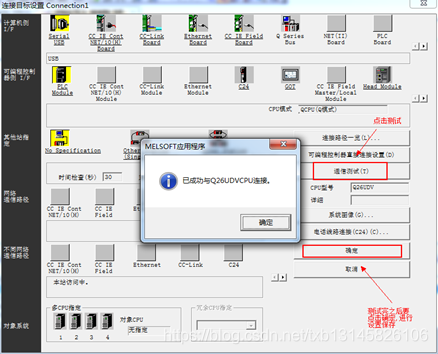 连接目标设置 Connection1
计算机侧 I/F
Serial USB
CC IE Cont NET/10(H) Board
CC-Link Board
Ethernet Board
CC IE Field Board
Q Series Bus
NET(II) Board
PLC Board
USB
可编程控制器侧 I/F
PLC Module
CC IE Cont NET/10(H) Module
CC-Link Module
Ethernet Module
C24
GOT
CC IE Field Master/Local Module
Head Module
CPU模式
QCPU(Q模式)
点击测试
其他站指定
No Specification
时间检查(秒)
30
MELSOFT应用程序
已成功与Q26UDVCPU连接。
确定
连接路径一览(L)...
可编程控制器直接连接设置(D)
通信测试(T)
CPU型号
Q26UDV
详细
系统图像(G)...
电话线路连接(C24)(C)...
确定
取消
网络通信路径
CC IE Cont NET/10(H)
CC IE Field
不同网络通信路径
CC IE Cont NET/10(H)
CC IE Field
Ethernet
CC-Link
C24
本站访问中。
测试完之后要点击确定,进行设置保存
对象系统
多CPU指定
1
2
3
4
对象CPU
无指定
冗余CPU指定
https://blog.csdn.net/txb13145826106